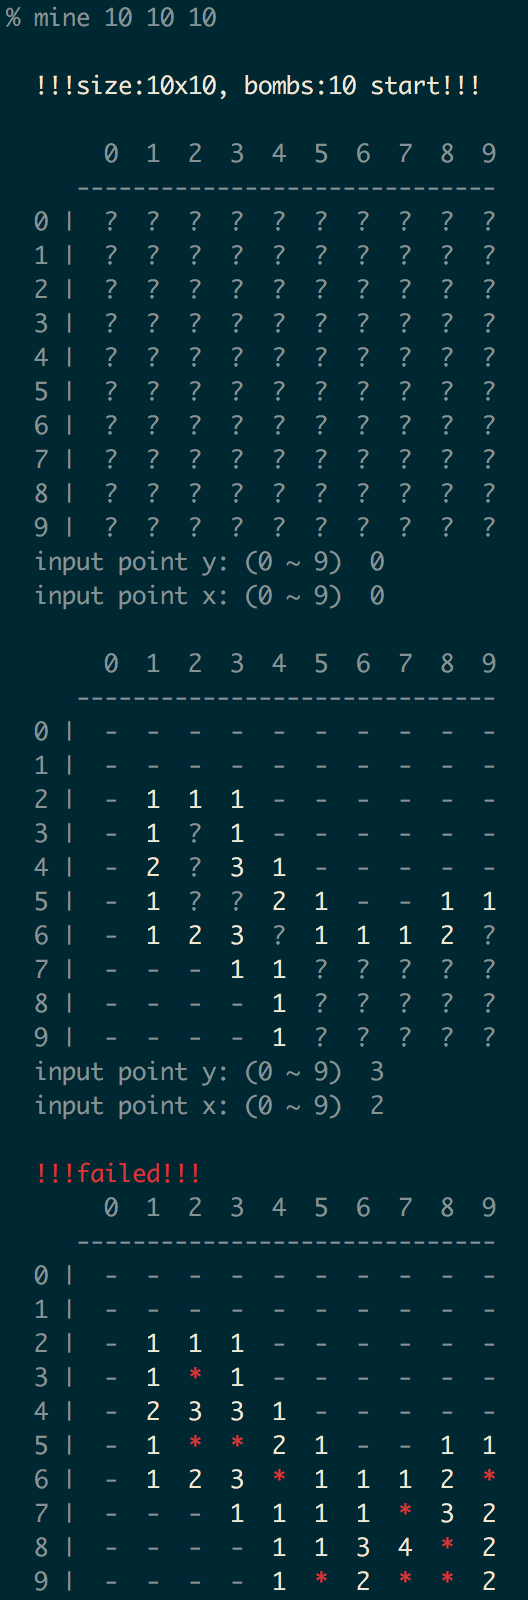 % mine 10 10 10
!!!size:10x10, bombs:10 start!!!
0 1 2 3 4 5 6 7 8 9
------------------------------
0 | ? ? ? ? ? ? ? ? ? ?
1 | ? ? ? ? ? ? ? ? ? ?
2 | ? ? ? ? ? ? ? ? ? ?
3 | ? ? ? ? ? ? ? ? ? ?
4 | ? ? ? ? ? ? ? ? ? ?
5 | ? ? ? ? ? ? ? ? ? ?
6 | ? ? ? ? ? ? ? ? ? ?
7 | ? ? ? ? ? ? ? ? ? ?
8 | ? ? ? ? ? ? ? ? ? ?
9 | ? ? ? ? ? ? ? ? ? ?
input point y: (0 ~ 9) 0
input point x: (0 ~ 9) 0
0 1 2 3 4 5 6 7 8 9
------------------------------
0 | - - - - - - - - - -
1 | - - - - - - - - - -
2 | - 1 1 1 - - - - - -
3 | - 1 ? 1 - - - - - -
4 | - 2 ? 3 1 - - - - -
5 | - 1 ? ? 2 1 - - 1 1
6 | - 1 2 3 ? 1 1 1 2 ?
7 | - - - 1 1 ? ? ? ? ?
8 | - - - - 1 ? ? ? ? ?
9 | - - - - 1 ? ? ? ? ?
input point y: (0 ~ 9) 3
input point x: (0 ~ 9) 2
!!!failed!!!
0 1 2 3 4 5 6 7 8 9
------------------------------
0 | - - - - - - - - - -
1 | - - - - - - - - - -
2 | - 1 1 1 - - - - - -
3 | - 1 * 1 - - - - - -
4 | - 2 3 3 1 - - - - -
5 | - 1 * * 2 1 - - 1 1
6 | - 1 2 3 * 1 1 1 2 *
7 | - - - 1 1 1 1 * 3 2
8 | - - - - 1 1 3 4 * 2
9 | - - - - 1 * 2 * * 2